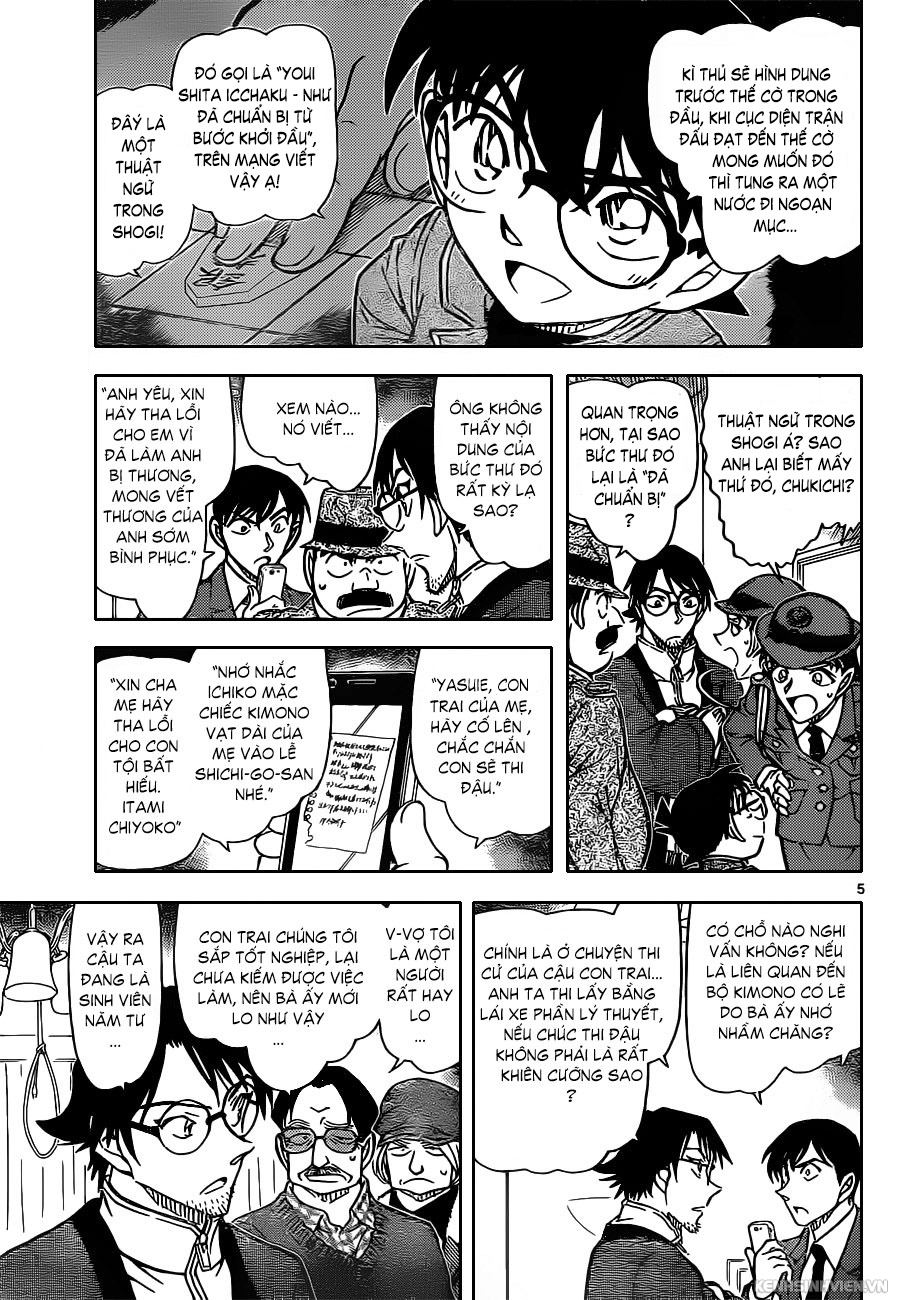 KÌ THỦ SẼ HÌNH DUNG
TRƯỚC THẾ CỜ TRONG
ĐẦU, KHI CỤC DIỆN TRẬN
ĐẤU ĐẠT ĐẾN THẾ CỜ
MONG MUỐN ĐÓ
THÌ TUNG RA MỘT
NƯỚC ĐI NGOẠN
MỤC...
ĐÓ GỌI LÀ "YOUI
SHITA ICCHAKU - NHƯ
ĐÃ CHUẨN BỊ TỪ
BƯỚC KHỞI ĐẦU",
TRÊN MẠNG VIẾT
VẬY Ạ!
ĐÂY LÀ
MỘT
THUẬT
NGỮ
TRONG
SHOGI!
THUẬT NGỮ TRONG
SHOGI Á? SAO
ANH LẠI BIẾT MẤY
THỨ ĐÓ, CHUKICHI?
QUAN TRỌNG
HƠN, TẠI SAO
BỨC THƯ ĐÓ
LẠI LÀ "ĐÃ
CHUẨN BỊ"
?
ÔNG KHÔNG
THẤY NỘI
DUNG CỦA
BỨC THƯ ĐÓ
RẤT KỲ LẠ
SAO?
XEM NÀO...
NÓ VIẾT...
"ANH YÊU, XIN
HÃY THA LỖI
CHO EM VÌ
ĐÃ LÀM ANH
BỊ THƯƠNG,
MONG VẾT
THƯƠNG CỦA
ANH SỚM
BÌNH PHỤC."
"YASUIE, CON
TRAI CỦA MẸ,
HÃY CỐ LÊN ,
CHẮC CHẮN
CON SẼ THI
ĐẬU."
"NHỚ NHẮC
ICHIKO MẶC
CHIẾC KIMONO
VẠT DÀI CỦA
MẸ VÀO LỄ
SHICHI-GO-SAN
NHÉ."
"XIN CHA
MẸ HÃY
THA LỖI
CHO CON
TỘI BẤT
HIẾU.
ITAMI
CHIYOKO"
5
CÓ CHỖ NÀO NGHI
VẤN KHÔNG? NẾU
LÀ LIÊN QUAN ĐẾN
BỘ KIMONO CÓ LẼ
DO BÀ ẤY NHỚ
NHẦM CHĂNG?
CHÍNH LÀ Ở CHUYỆN THI
CỬ CỦA CẬU CON TRAI...
ANH TA THI LẤY BẰNG
LÁI XE PHẦN LÝ THUYẾT,
NẾU CHÚC THI ĐẬU
KHÔNG PHẢI LÀ RẤT
KHIÊN CƯỠNG SAO
?
V-VỢ TÔI
LÀ MỘT
NGƯỜI
RẤT HAY
LO ...
CON TRAI CHÚNG TÔI
SẮP TỐT NGHIỆP, LẠI
CHƯA KIẾM ĐƯỢC VIỆC
LÀM, NÊN BÀ ẤY MỚI
LO NHƯ VẬY
...
VẬY RA
CẬU TA
ĐANG LÀ
SINH VIÊN
NĂM TƯ
...
KENHSINHVIEN.VN